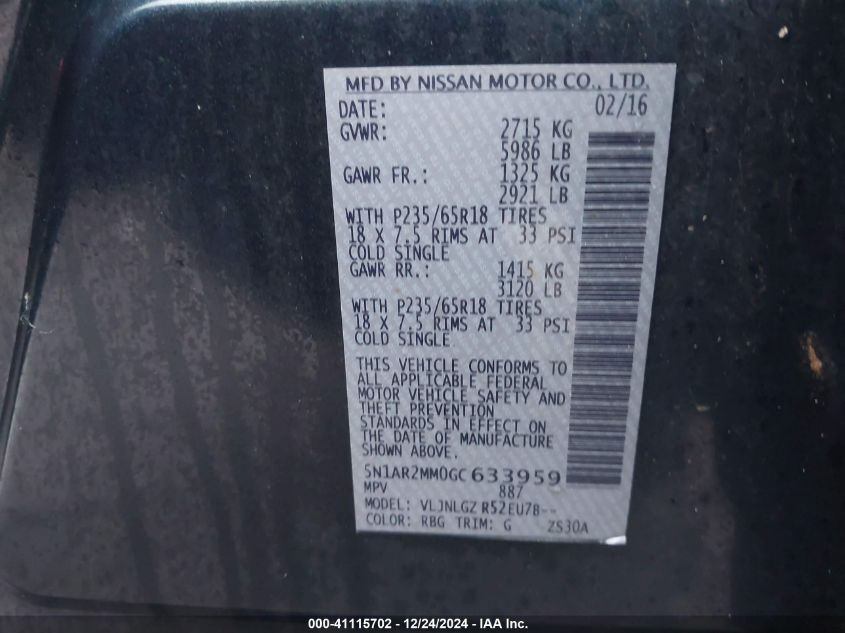 MFD BY NISSAN MOTOR CO., LTD.
DATE: 02/16
GVWR: 2715 KG
5986 LB
GAWR FR.: 1325 KG
2921 LB
WITH P235/65R18 TIRES
18 X 7.5 RIMS AT 33 PSI
COLD SINGLE
GAWR RR.: 1415 KG
3120 LB
WITH P235/65R18 TIRES
18 X 7.5 RIMS AT 33 PSI
COLD SINGLE
THIS VEHICLE CONFORMS TO
ALL APPLICABLE FEDERAL
MOTOR VEHICLE SAFETY AND
THEFT PREVENTION
STANDARDS IN EFFECT ON
THE DATE OF MANUFACTURE
SHOWN ABOVE.
5N1AR2MM0GC633959
MPV 887
MODEL: VLJNLGZ R52EU78--
COLOR: RBG TRIM: G ZS30A
000-41115702 - 12/24/2024 - IAA Inc.